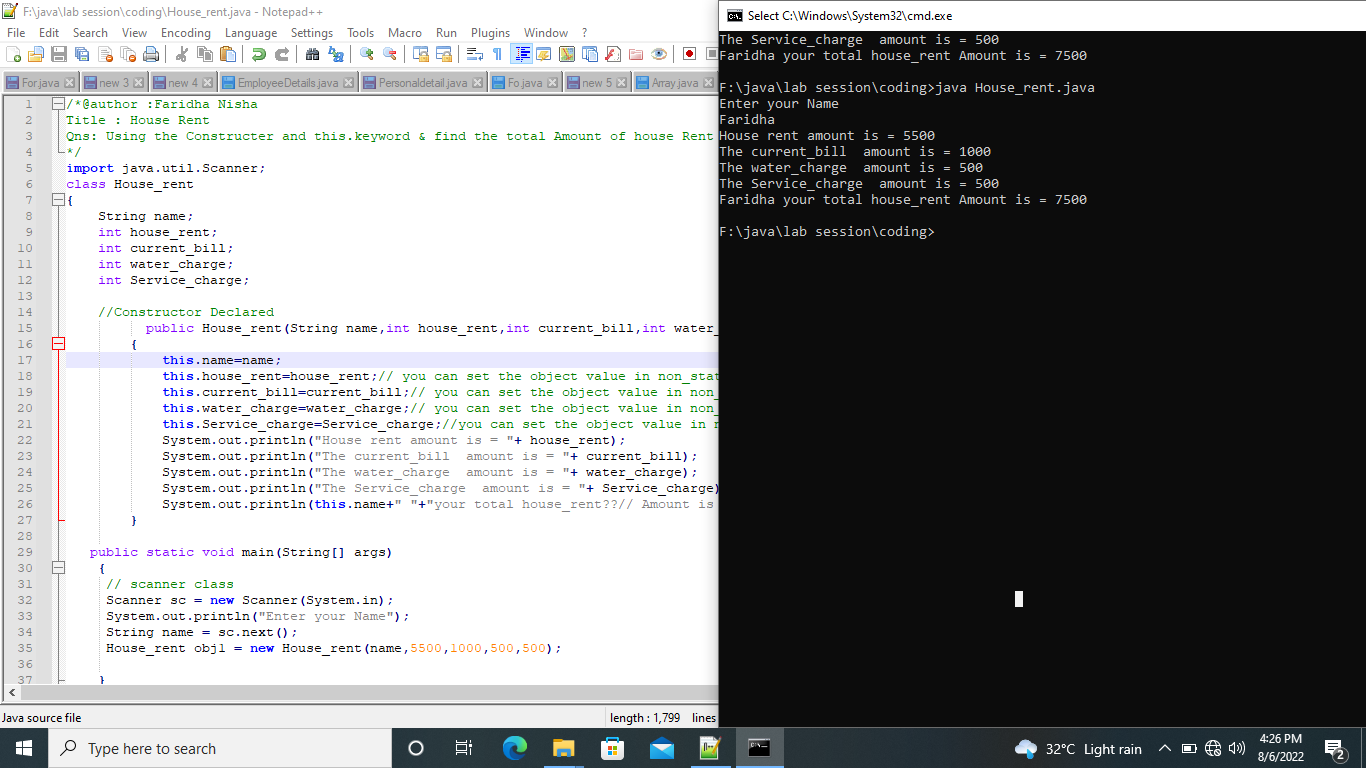 F:\java\lab session\coding\House_rent.java - Notepad++
File Edit Search View Encoding Language Settings Tools Macro Run Plugins Window ?
For.java new 3 new 4 EmployeeDetails.java Personaldetail.java Fo.java new 5 Array.java
1 /*@author :Faridha Nisha
2 Title : House Rent
3 Qns: Using the Constructer and this.keyword & find the total Amount of house Rent
4 */
5 import java.util.Scanner;
6 class House_rent
7 {
8 String name;
9 int house_rent;
10 int current_bill;
11 int water_charge;
12 int Service_charge;
13
14 //Constructor Declared
15 public House_rent(String name,int house_rent,int current_bill,int water_
16 {
17 this.name=name;
18 this.house_rent=house_rent;// you can set the object value in non_stat
19 this.current_bill=current_bill;// you can set the object value in non_
20 this.water_charge=water_charge;// you can set the object value in non_
21 this.Service_charge=Service_charge;//you can set the object value in n
22 System.out.println("House rent amount is = "+ house_rent);
23 System.out.println("The current_bill  amount is = "+ current_bill);
24 System.out.println("The water_charge  amount is = "+ water_charge);
25 System.out.println("The Service_charge  amount is = "+ Service_charge)
26 System.out.println(this.name+" "+"your total house_rent??// Amount is
27 }
28
29 public static void main(String[] args)
30 {
31 // scanner class
32 Scanner sc = new Scanner(System.in);
33 System.out.println("Enter your Name");
34 String name = sc.next();
35 House_rent obj1 = new House_rent(name,5500,1000,500,500);
36
37 }
Java source file length : 1,799 lines
Select C:\Windows\System32\cmd.exe
The Service_charge  amount is = 500
Faridha your total house_rent Amount is = 7500
F:\java\lab session\coding>java House_rent.java
Enter your Name
Faridha
House rent amount is = 5500
The current_bill  amount is = 1000
The water_charge  amount is = 500
The Service_charge  amount is = 500
Faridha your total house_rent Amount is = 7500
F:\java\lab session\coding>
Type here to search
32°C Light rain
4:26 PM
8/6/2022
2